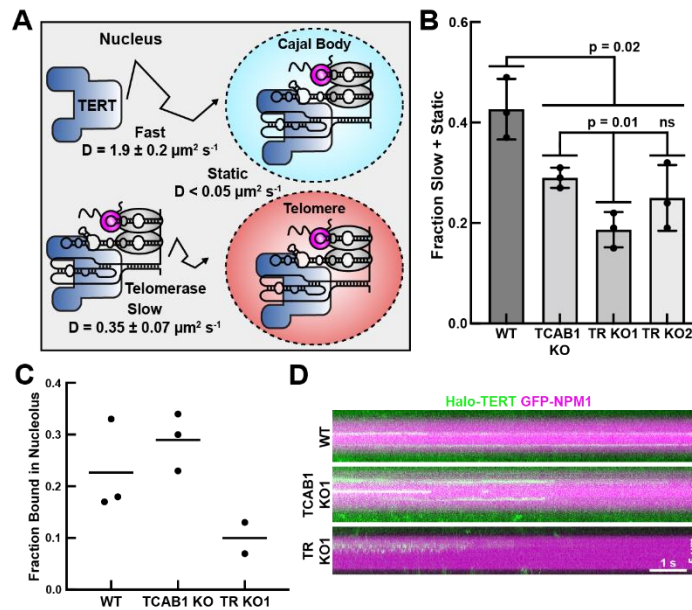 A
Nucleus
TERT
Fast
D = 1.9 ± 0.2 µm² s⁻¹
Cajal Body
Static
D < 0.05 µm² s⁻¹
Telomere
Telomerase
Slow
D = 0.35 ± 0.07 µm² s⁻¹
B
Fraction Slow + Static
0.6
0.4
0.2
0.0
p = 0.02
p = 0.01
ns
WT
TCAB1
KO
TR KO1
TR KO2
C
Fraction Bound in Nucleolus
0.4
0.3
0.2
0.1
0
WT
TCAB1 KO
TR KO1
D
Halo-TERT GFP-NPM1
WT
TCAB1
KO1
TR
KO1
1 s